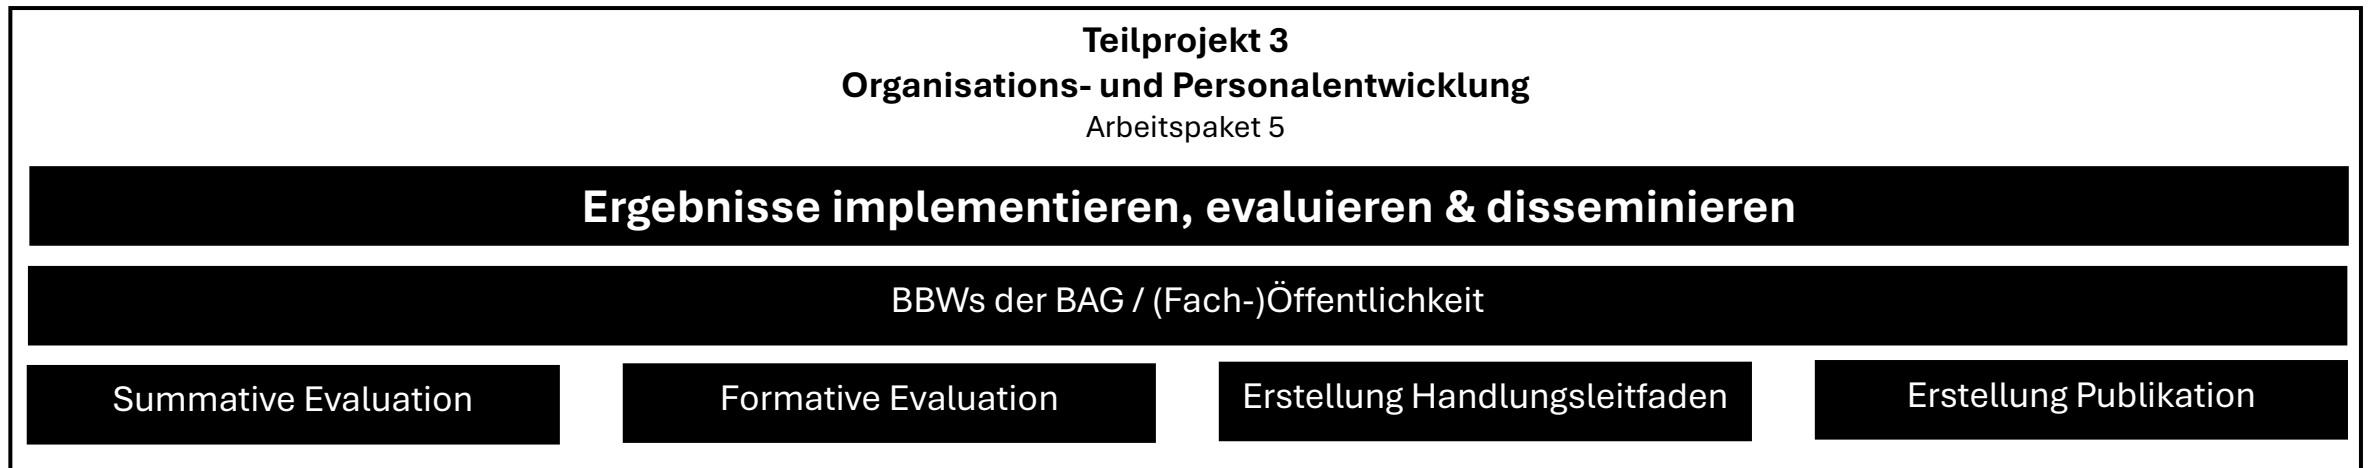 Teilprojekt 3
Organisations- und Personalentwicklung
Arbeitspaket 5
Ergebnisse implementieren, evaluieren & disseminieren
BBWs der BAG / (Fach-)Öffentlichkeit
Summative Evaluation
Formative Evaluation
Erstellung Handlungsleitfaden
Erstellung Publikation